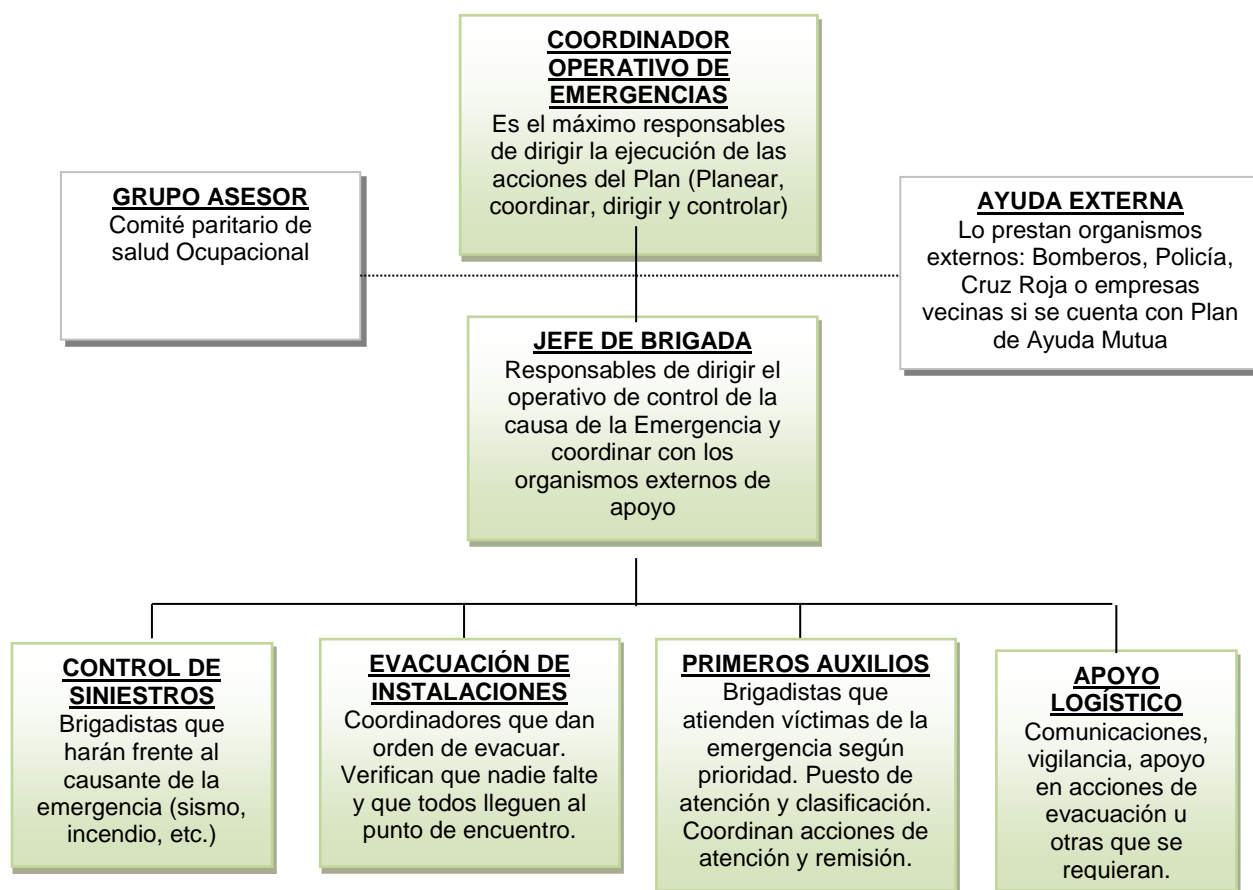 COORDINADOR
OPERATIVO DE
EMERGENCIAS
Es el máximo responsables
de dirigir la ejecución de las
acciones del Plan (Planear,
coordinar, dirigir y controlar)
GRUPO ASESOR
Comité paritario de
salud Ocupacional
AYUDA EXTERNA
Lo prestan organismos
externos: Bomberos, Policía,
Cruz Roja o empresas
vecinas si se cuenta con Plan
de Ayuda Mutua
JEFE DE BRIGADA
Responsables de dirigir el
operativo de control de la
causa de la Emergencia y
coordinar con los
organismos externos de
apoyo
CONTROL DE
SINIESTROS
Brigadistas que
harán frente al
causante de la
emergencia (sismo,
incendio, etc.)
EVACUACIÓN DE
INSTALACIONES
Coordinadores que dan
orden de evacuar.
Verifican que nadie falte
y que todos lleguen al
punto de encuentro.
PRIMEROS AUXILIOS
Brigadistas que
atienden víctimas de la
emergencia según
prioridad. Puesto de
atención y clasificación.
Coordinan acciones de
atención y remisión.
APOYO
LOGÍSTICO
Comunicaciones,
vigilancia, apoyo
en acciones de
evacuación u
otras que se
requieran.